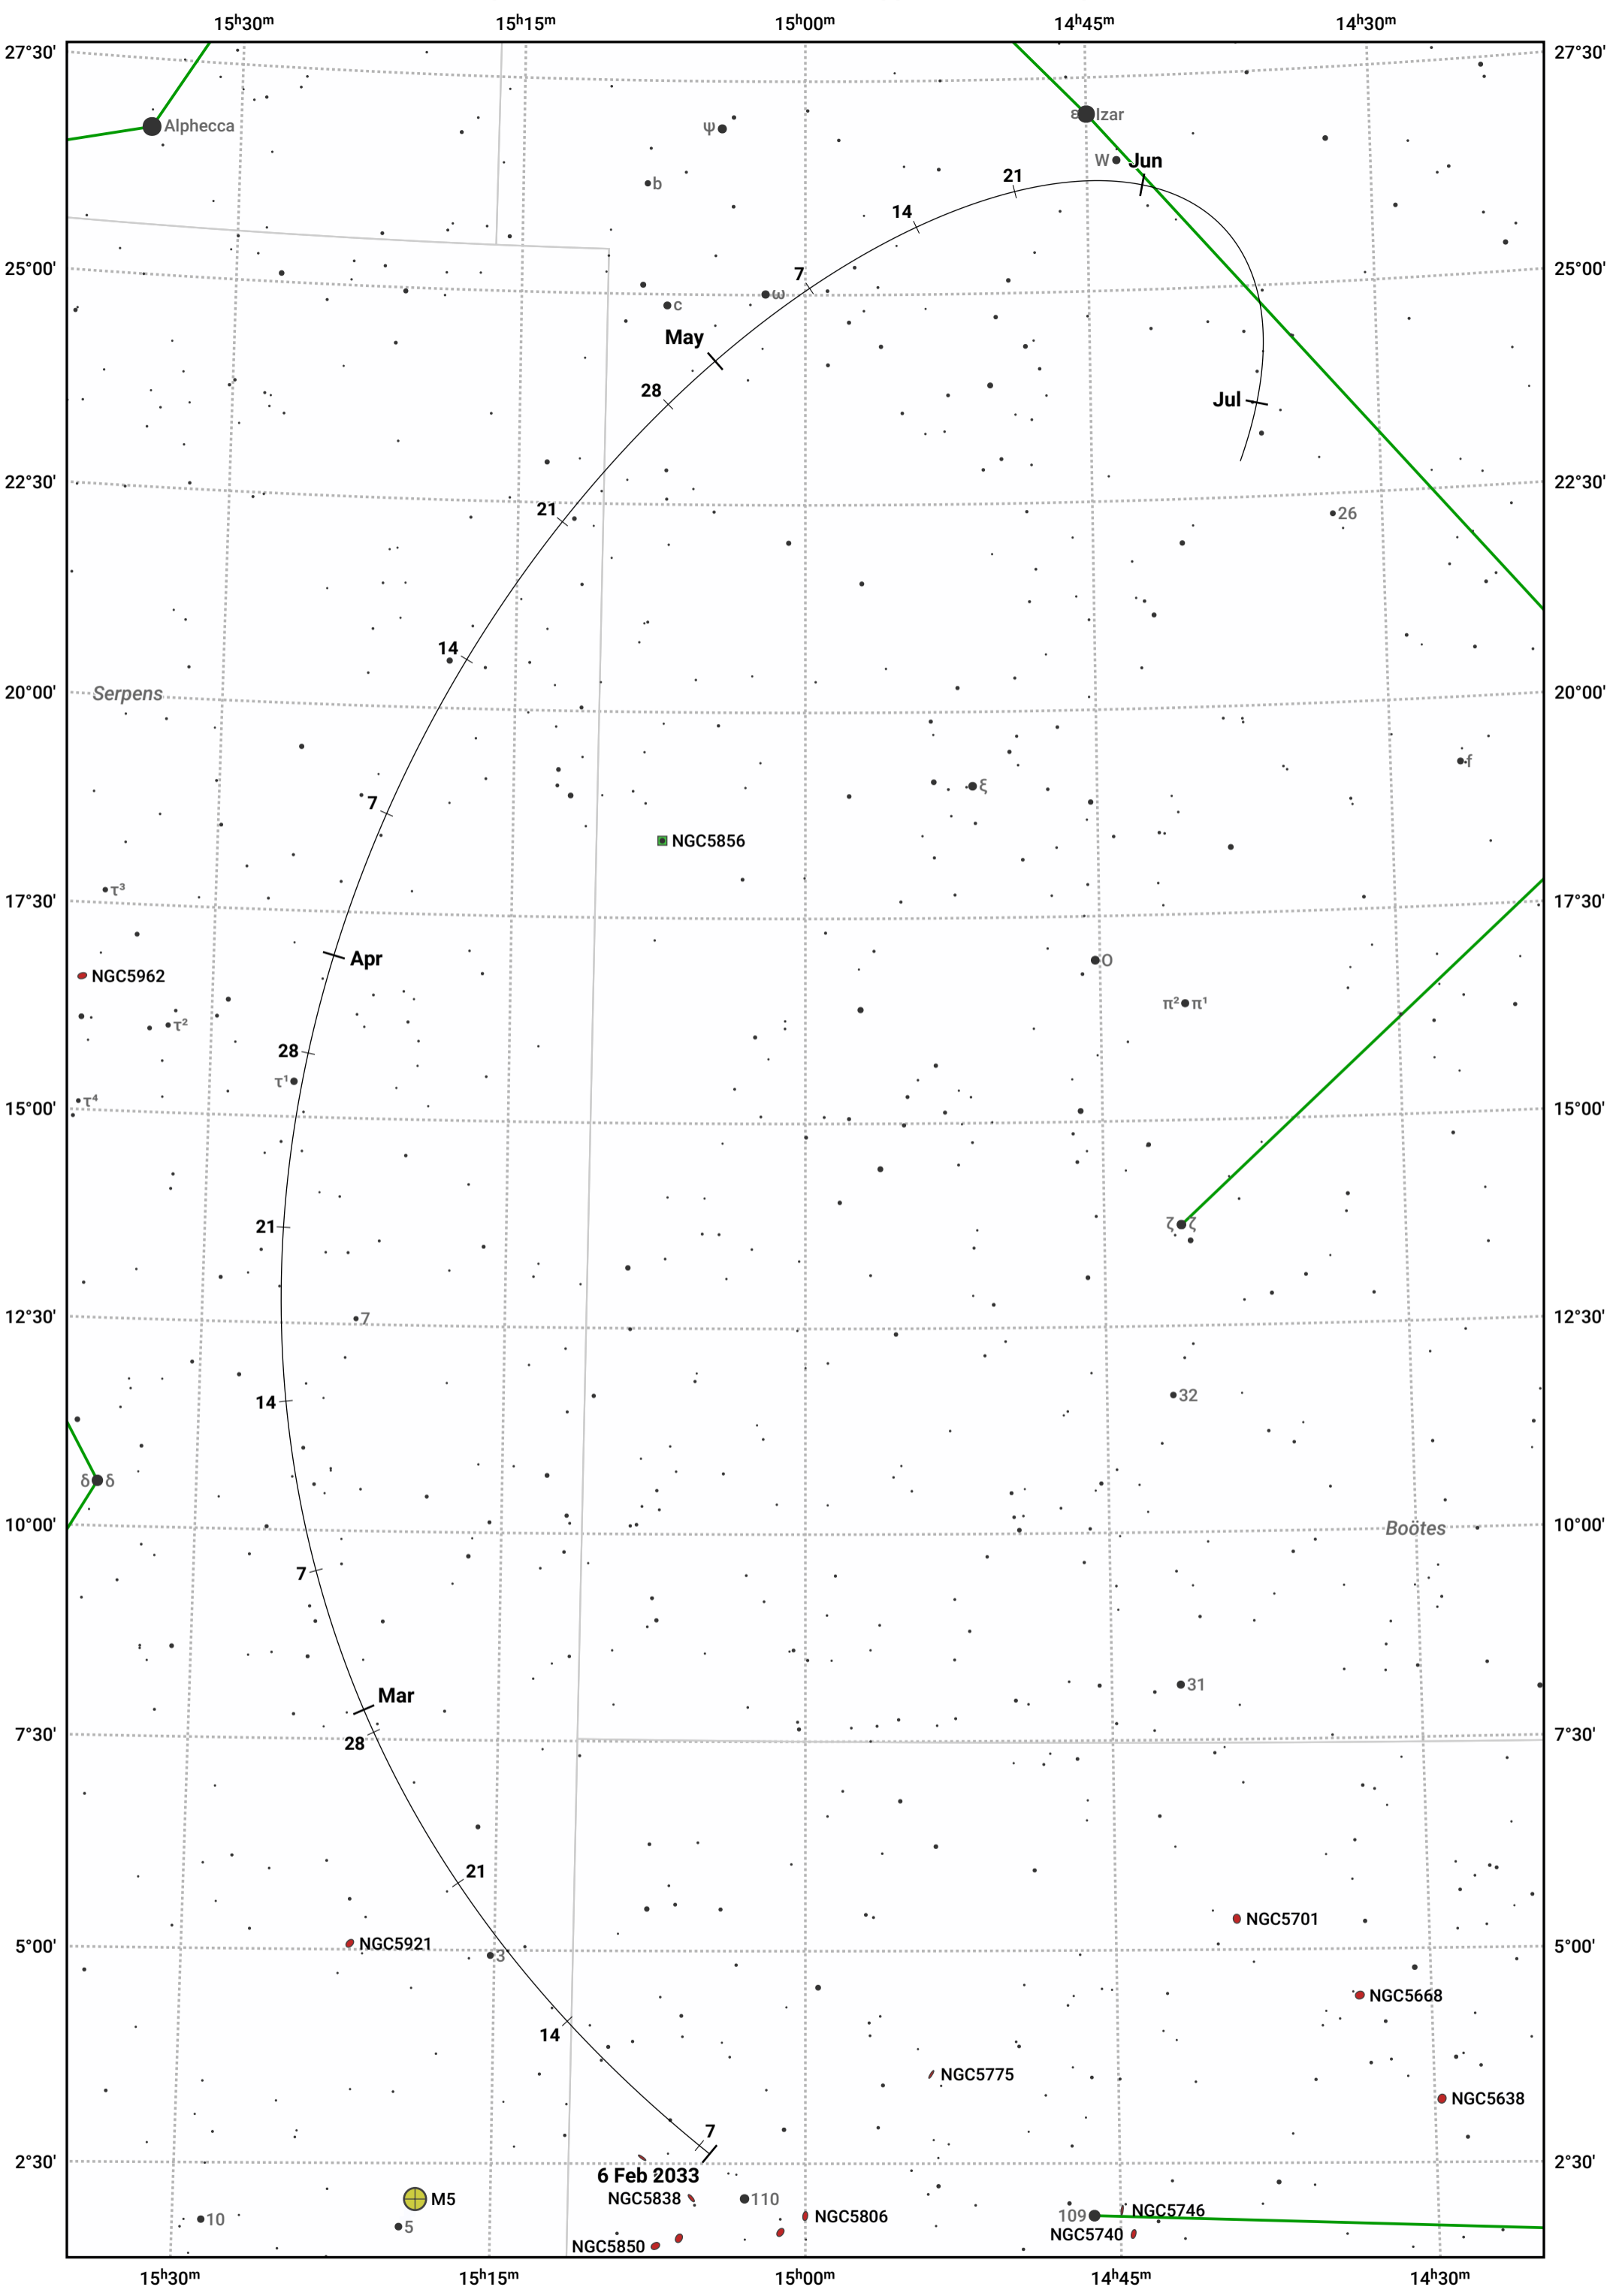 15ʰ30ᵐ 15ʰ15ᵐ 15ʰ00ᵐ 14ʰ45ᵐ 14ʰ30ᵐ
27°30' 27°30'
ε Izar
Alphecca ψ
W Jun
21
b
14
25°00' 7 25°00'
ω
c
May
28
Jul
22°30' 22°30'
21
26
14
Serpens
20°00' 20°00'
f
ξ
7
NGC5856
τ³
17°30' 17°30'
Apr ο
NGC5962
π² π¹
τ²
28
τ¹
τ⁴
15°00' 15°00'
21 ζ ζ
12°30' 7 12°30'
32
14
δ δ
10°00' Boötes 10°00'
7
31
Mar
7°30' 7°30'
28
21
NGC5701
NGC5921
5°00' 3 5°00'
NGC5668
14
NGC5775
NGC5638
7
2°30' 2°30'
6 Feb 2033
NGC5838 110
M5
NGC5746
109
NGC5806
10
5
NGC5740
NGC5850
15ʰ30ᵐ 15ʰ15ᵐ 15ʰ00ᵐ 14ʰ45ᵐ 14ʰ30ᵐ